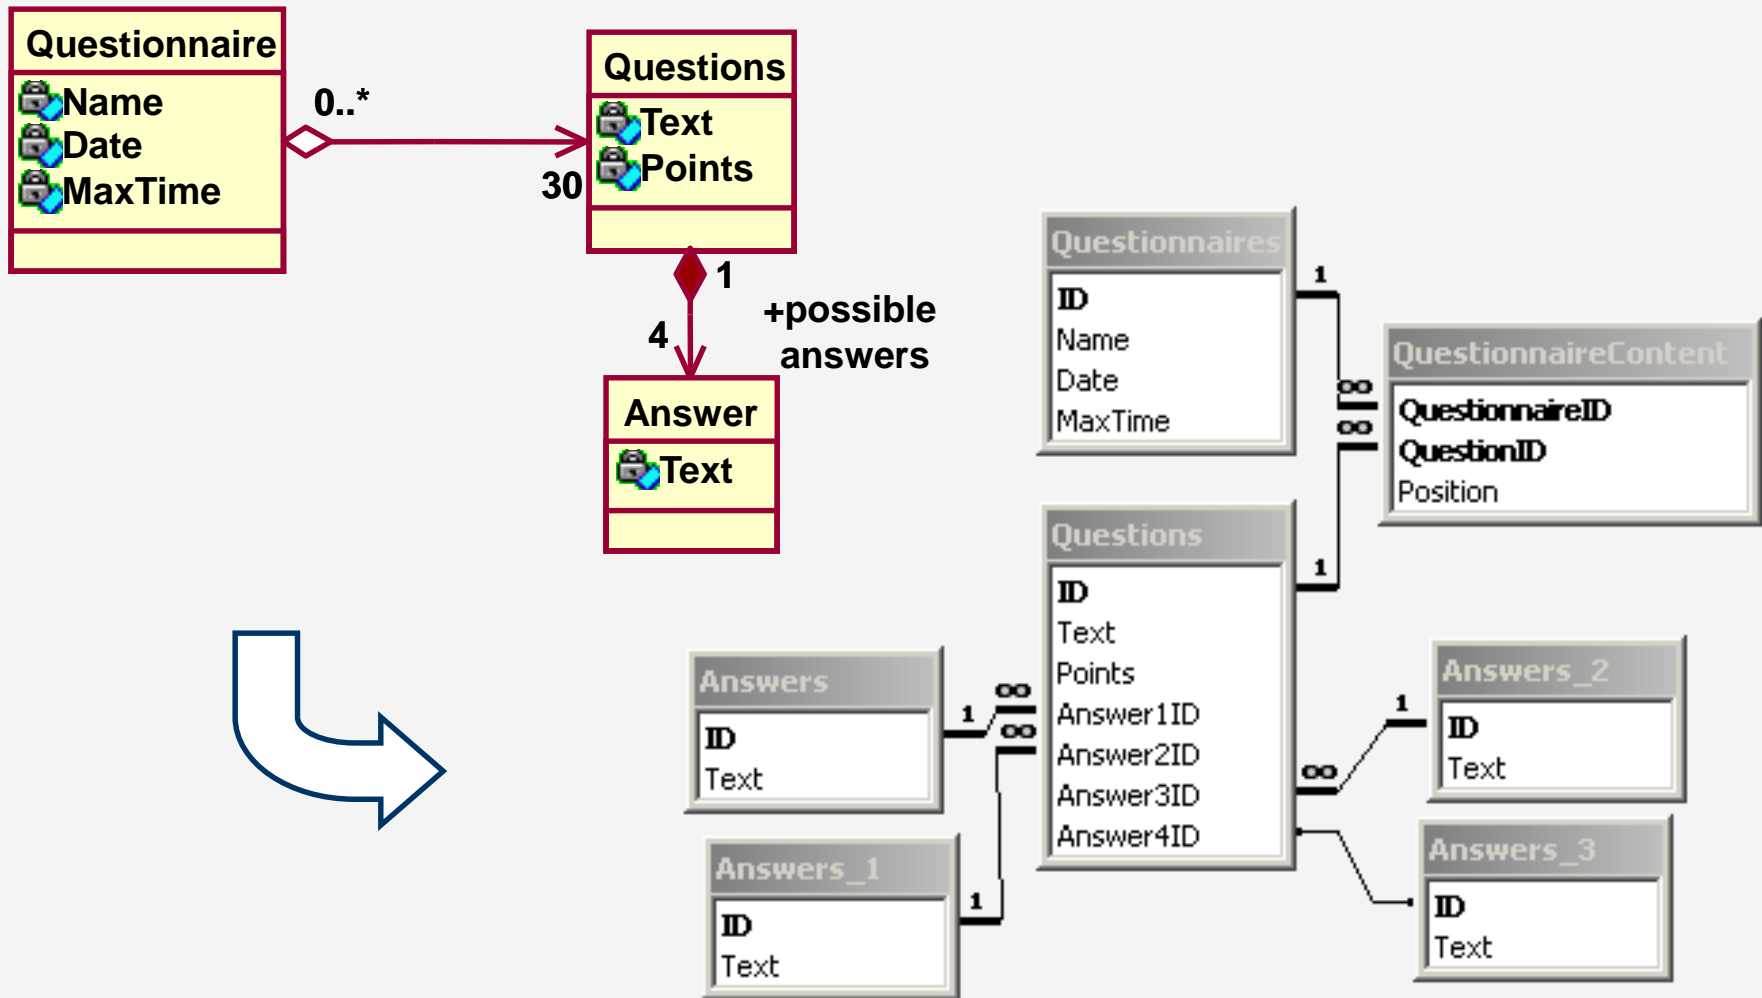 Questionnaire
Name
Date
MaxTime
0..*
30
Questions
Text
Points
1
4
+possible
answers
Answer
Text
Questionnaires
ID
Name
Date
MaxTime
1
∞
∞
QuestionnaireContent
QuestionnaireID
QuestionID
Position
Questions
ID
Text
Points
Answer1ID
Answer2ID
Answer3ID
Answer4ID
1
Answers
ID
Text
1
∞
∞
Answers_1
ID
Text
1
Answers_2
ID
Text
1
∞
Answers_3
ID
Text